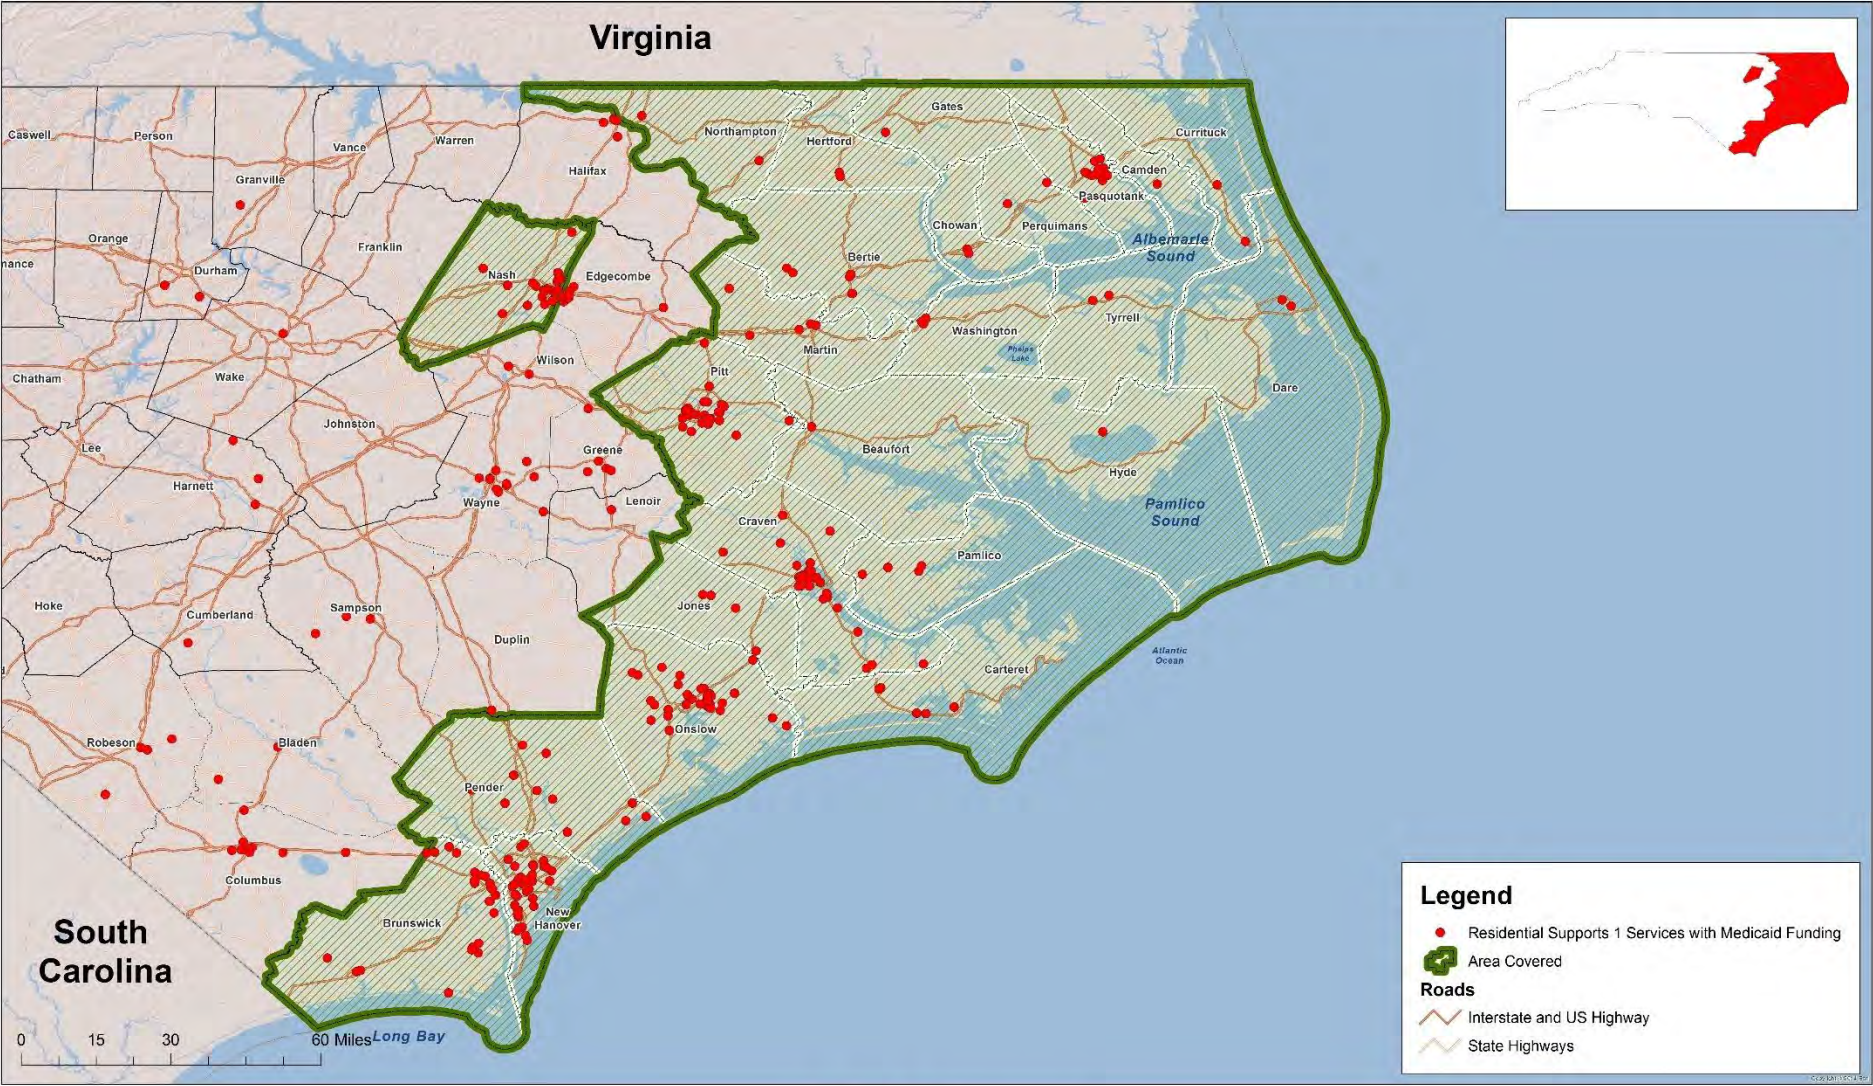 Virginia
Gates
Northampton
Hertford
Currituck
Caswell
Person
Vance
Warren
Halifax
Camden
Granville
Pasquotank
Chowan
Perquimans
Orange
Franklin
Albemarle
Sound
mance
Durham
Nash
Edgecombe
Bertie
Washington
Tyrrell
Phelps
Lake
Martin
Wilson
Pitt
Chatham
Wake
Dare
Johnston
Lee
Greene
Beaufort
Hyde
Harnett
Wayne
Lenoir
Craven
Pamlico
Sound
Pamlico
Hoke
Cumberland
Sampson
Jones
Duplin
Atlantic
Ocean
Carteret
Robeson
Bladen
Onslow
Pender
Columbus
Brunswick
New
Hanover
South
Carolina
0 15 30 60 Miles
Long Bay
Legend
Residential Supports 1 Services with Medicaid Funding
Area Covered
Roads
Interstate and US Highway
State Highways